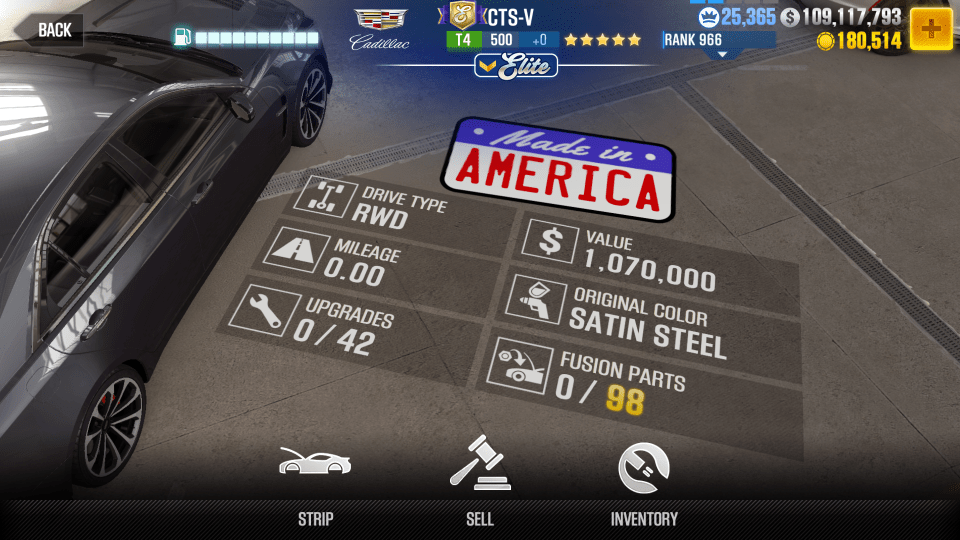 BACK
Cadillac
CTS-V
T4 500 +0
Elite
RANK 966
25,365
$ 109,117,793
180,514
Made in
AMERICA
DRIVE TYPE
RWD
MILEAGE
0.00
UPGRADES
0 / 42
$ VALUE
1,070,000
ORIGINAL COLOR
SATIN STEEL
FUSION PARTS
0 / 98
STRIP
SELL
INVENTORY